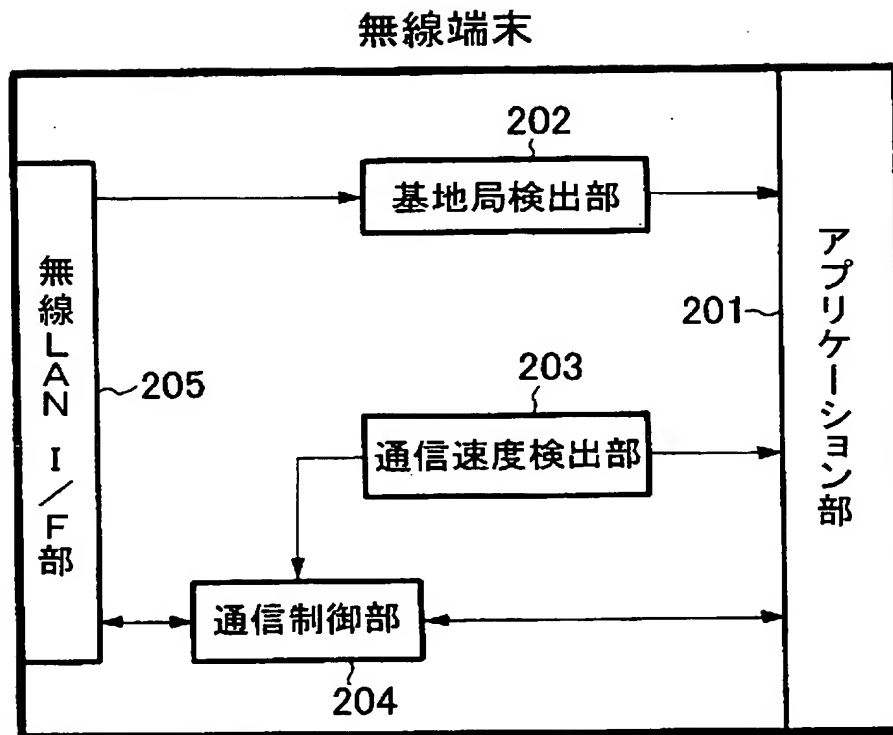 無線端末
202
基地局検出部
無線LAN I/F部
205
201
アプリケーション部
203
通信速度検出部
通信制御部
204